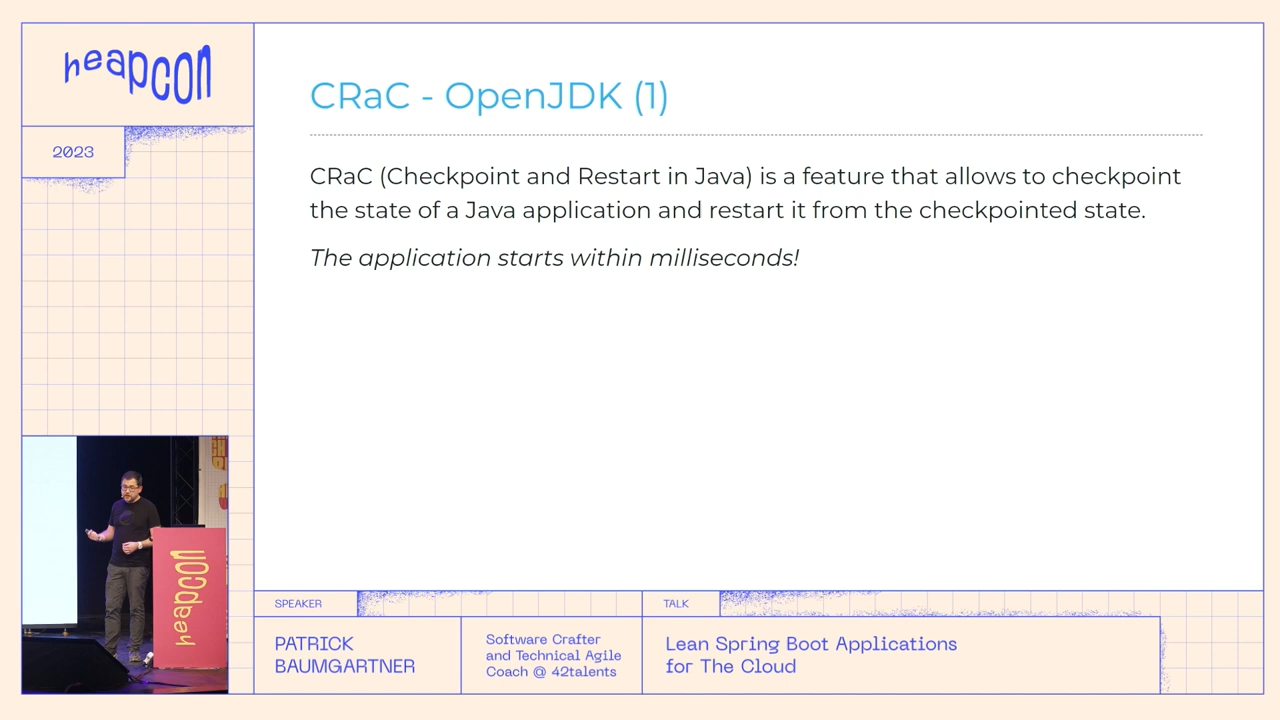 heapcon
2023
CRaC - OpenJDK (1)
CRaC (Checkpoint and Restart in Java) is a feature that allows to checkpoint
the state of a Java application and restart it from the checkpointed state.
The application starts within milliseconds!
heapcon
SPEAKER
PATRICK
BAUMGARTNER
Software Crafter
and Technical Agile
Coach @ 42talents
TALK
Lean Spring Boot Applications
for The Cloud